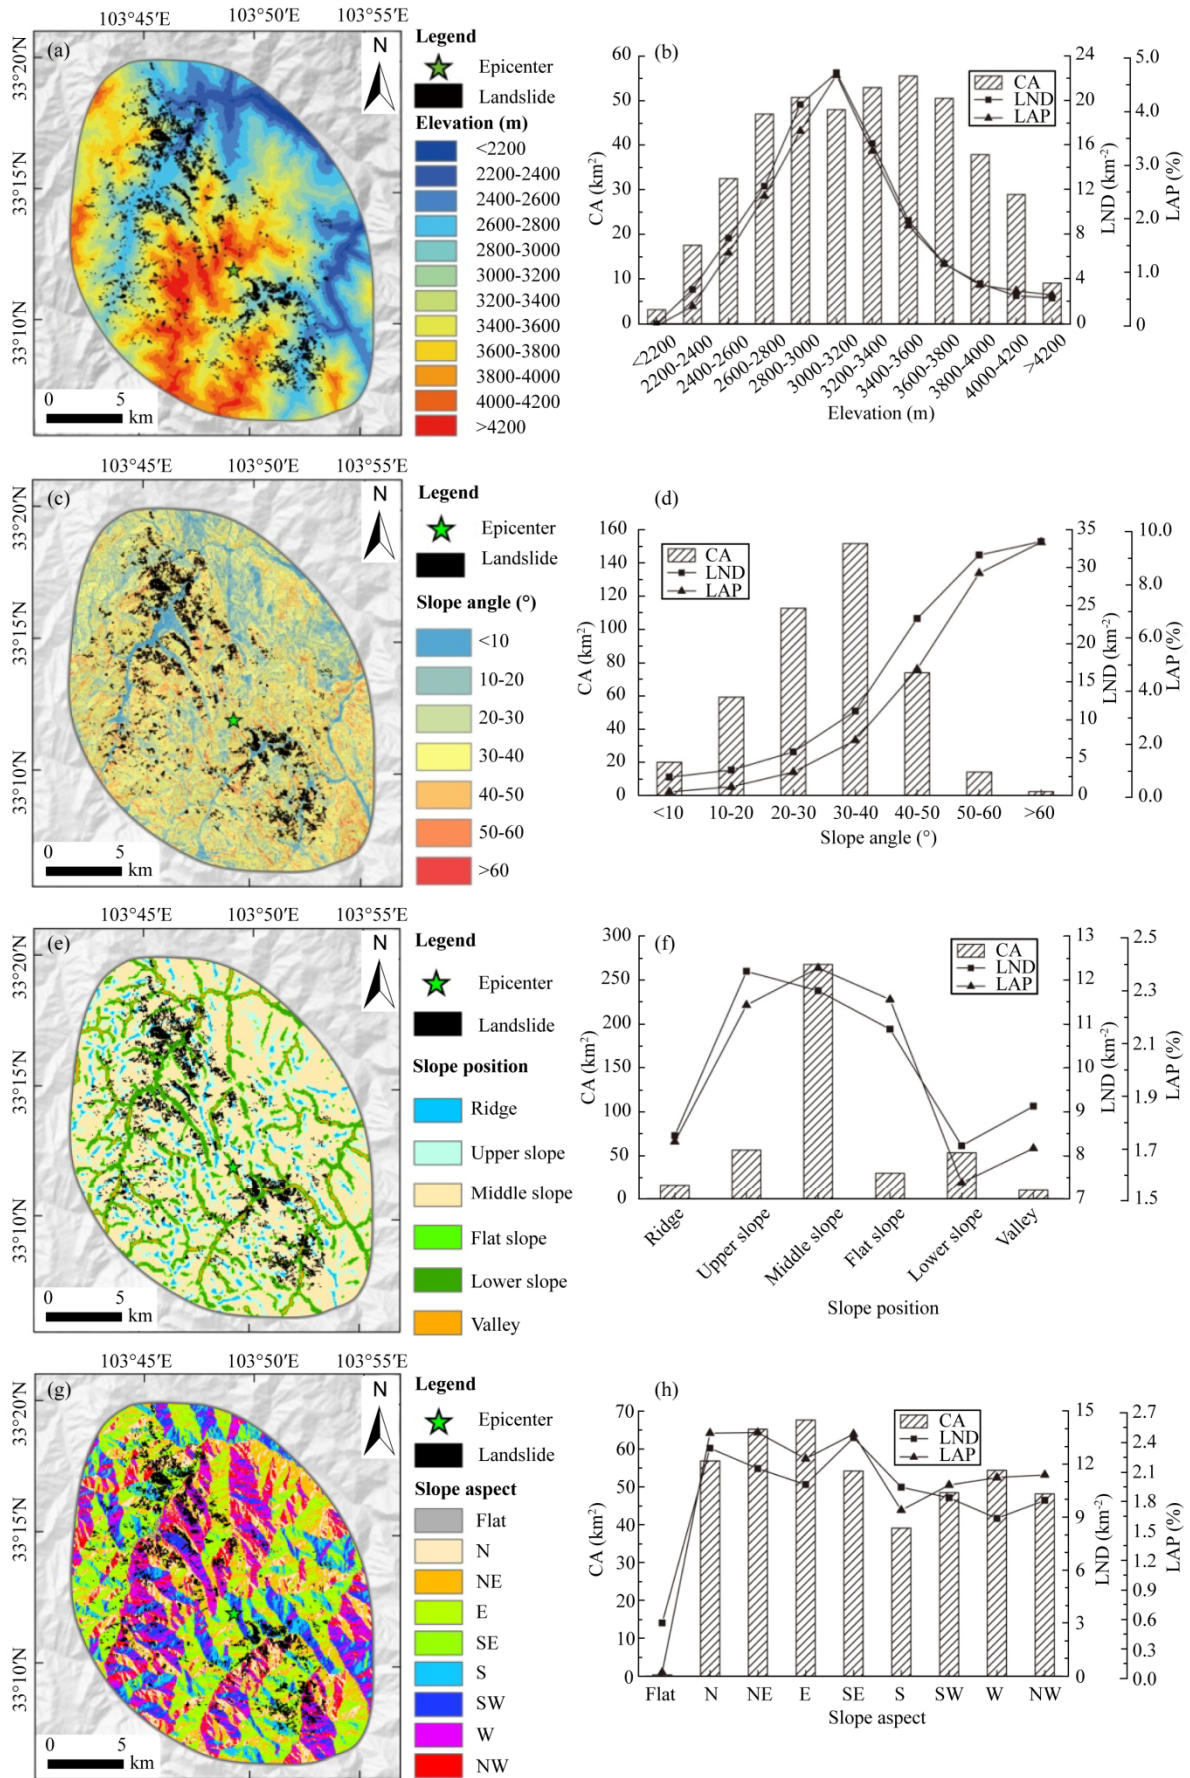 (a)
103°45′E 103°50′E 103°55′E
33°20′N
33°15′N
33°10′N
N
0 5
km
Legend
Epicenter
Landslide
Elevation (m)
<2200
2200-2400
2400-2600
2600-2800
2800-3000
3000-3200
3200-3400
3400-3600
3600-3800
3800-4000
4000-4200
>4200
(b)
CA
LND
LAP
CA (km²)
60
50
40
30
20
10
0
LND (km⁻²)
24
20
16
12
8
4
0
LAP (%)
5.0
4.0
3.0
2.0
1.0
0
<2200
2200-2400
2400-2600
2600-2800
2800-3000
3000-3200
3200-3400
3400-3600
3600-3800
3800-4000
4000-4200
>4200
Elevation (m)
(c)
103°45′E 103°50′E 103°55′E
33°20′N
33°15′N
33°10′N
N
0 5
km
Legend
Epicenter
Landslide
Slope angle (°)
<10
10-20
20-30
30-40
40-50
50-60
>60
(d)
CA
LND
LAP
CA (km²)
160
140
120
100
80
60
40
20
0
LND (km⁻²)
35
30
25
20
15
10
5
0
LAP (%)
10.0
8.0
6.0
4.0
2.0
0.0
<10 10-20 20-30 30-40 40-50 50-60 >60
Slope angle (°)
(e)
103°45′E 103°50′E 103°55′E
33°20′N
33°15′N
33°10′N
N
0 5
km
Legend
Epicenter
Landslide
Slope position
Ridge
Upper slope
Middle slope
Flat slope
Lower slope
Valley
(f)
CA
LND
LAP
CA (km²)
300
250
200
150
100
50
0
LND (km⁻²)
13
12
11
10
9
8
7
LAP (%)
2.5
2.3
2.1
1.9
1.7
1.5
Ridge
Upper slope
Middle slope
Flat slope
Lower slope
Valley
Slope position
(g)
103°45′E 103°50′E 103°55′E
33°20′N
33°15′N
33°10′N
N
0 5
km
Legend
Epicenter
Landslide
Slope aspect
Flat
N
NE
E
SE
S
SW
W
NW
(h)
CA
LND
LAP
CA (km²)
70
65
60
55
50
45
40
35
30
25
20
15
10
5
0
LND (km⁻²)
15
12
9
6
3
0
LAP (%)
2.7
2.4
2.1
1.8
1.5
1.2
0.9
0.6
0.3
0.0
Flat N NE E SE S SW W NW
Slope aspect